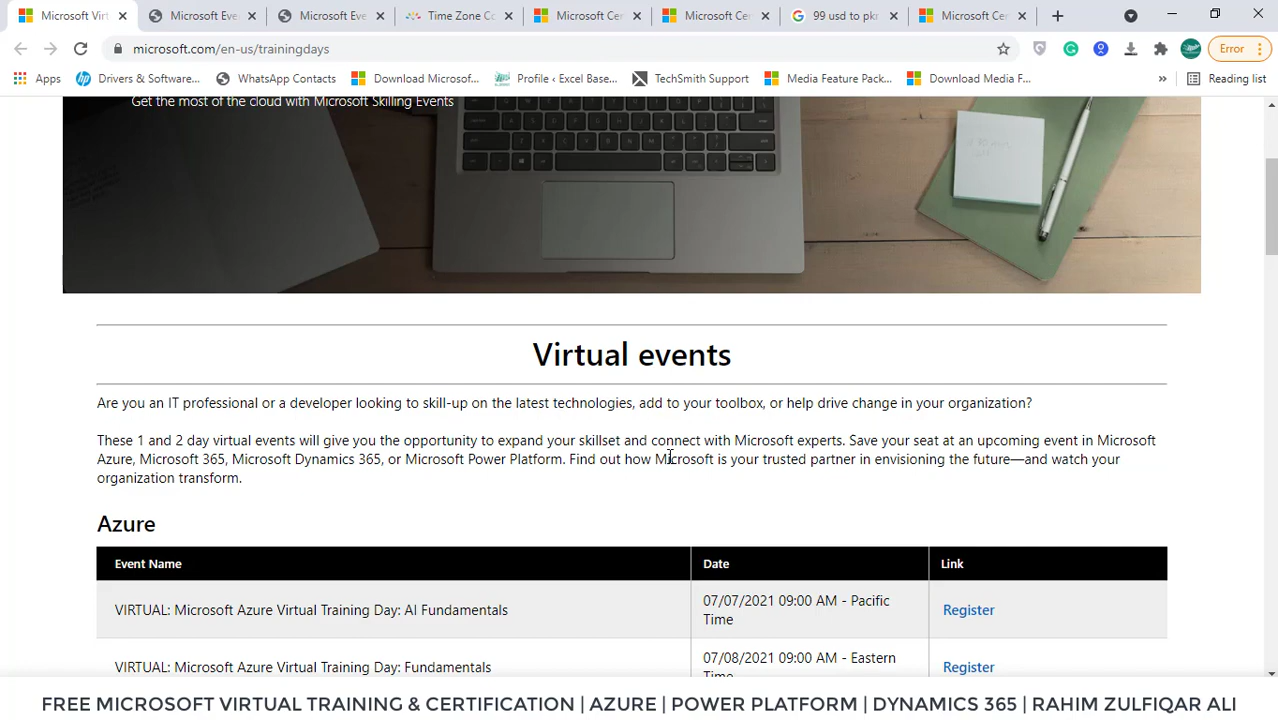 Microsoft Virt
Microsoft Eve
Microsoft Eve
Time Zone Co
Microsoft Cer
Microsoft Cer
99 usd to pkr
Microsoft Cer
microsoft.com/en-us/trainingdays
Error
Apps
Drivers & Software...
WhatsApp Contacts
Download Microsof...
Profile ‹ Excel Base...
TechSmith Support
Media Feature Pack...
Download Media F...
»
Reading list
Get the most of the cloud with Microsoft Skilling Events
Virtual events
Are you an IT professional or a developer looking to skill-up on the latest technologies, add to your toolbox, or help drive change in your organization?
These 1 and 2 day virtual events will give you the opportunity to expand your skillset and connect with Microsoft experts. Save your seat at an upcoming event in Microsoft
Azure, Microsoft 365, Microsoft Dynamics 365, or Microsoft Power Platform. Find out how Microsoft is your trusted partner in envisioning the future—and watch your
organization transform.
Azure
Event Name
Date
Link
VIRTUAL: Microsoft Azure Virtual Training Day: AI Fundamentals
07/07/2021 09:00 AM - Pacific
Time
Register
VIRTUAL: Microsoft Azure Virtual Training Day: Fundamentals
07/08/2021 09:00 AM - Eastern
Time
Register
FREE MICROSOFT VIRTUAL TRAINING & CERTIFICATION | AZURE | POWER PLATFORM | DYNAMICS 365 | RAHIM ZULFIQAR ALI